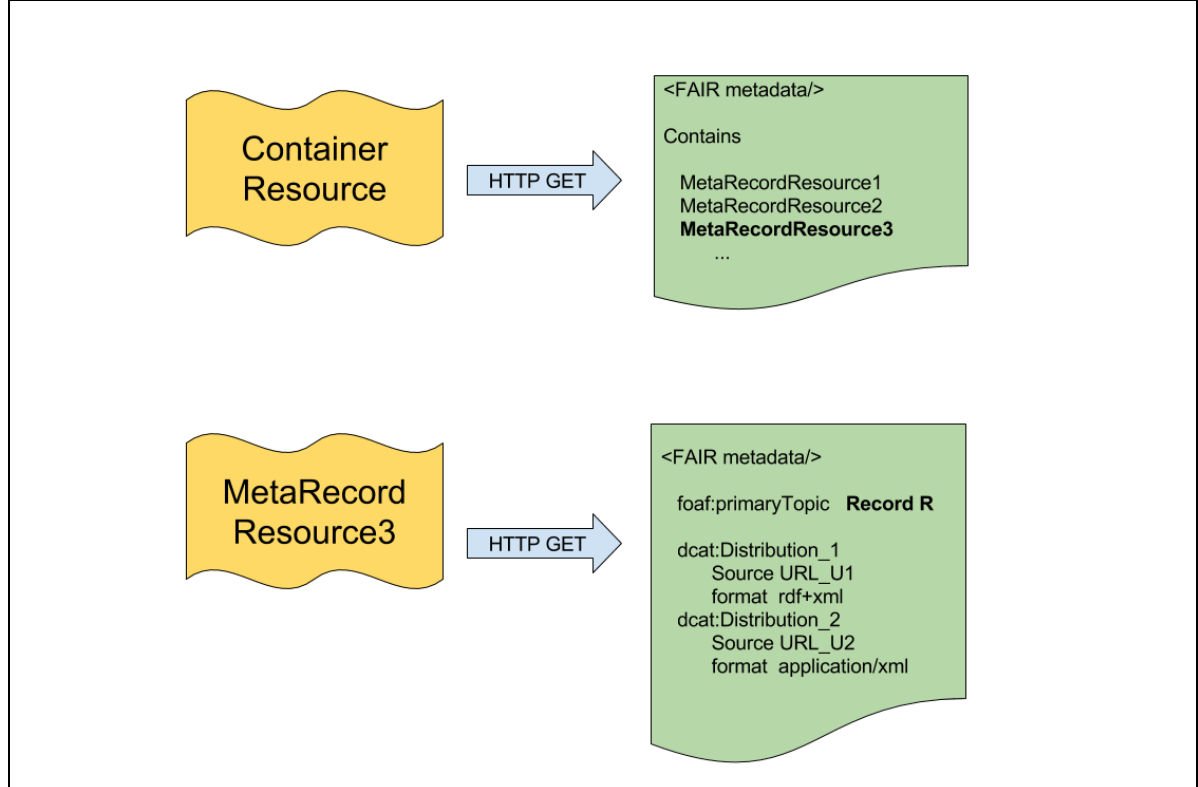 Container
Resource
HTTP GET
<FAIR metadata/>
Contains
MetaRecordResource1
MetaRecordResource2
MetaRecordResource3
...
MetaRecord
Resource3
HTTP GET
<FAIR metadata/>
foaf:primaryTopic Record R
dcat:Distribution_1
Source URL_U1
format rdf+xml
dcat:Distribution_2
Source URL_U2
format application/xml